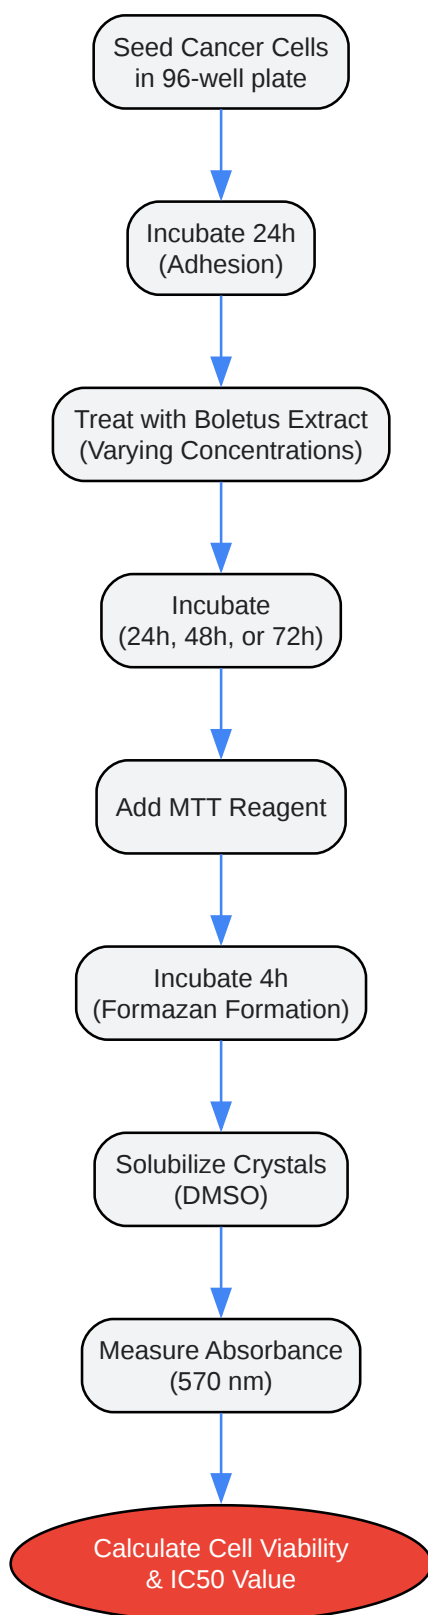 Seed Cancer Cells
in 96-well plate
Incubate 24h
(Adhesion)
Treat with Boletus Extract
(Varying Concentrations)
Incubate
(24h, 48h, or 72h)
Add MTT Reagent
Incubate 4h
(Formazan Formation)
Solubilize Crystals
(DMSO)
Measure Absorbance
(570 nm)
Calculate Cell Viability
& IC50 Value